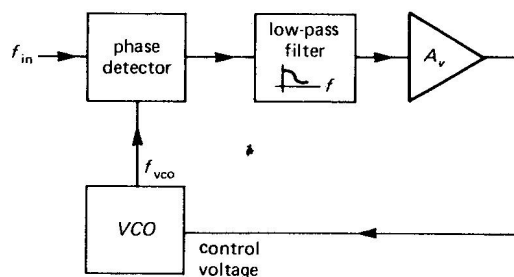 f_in
phase
detector
low-pass
filter
f
A_v
f_vco
VCO
control
voltage